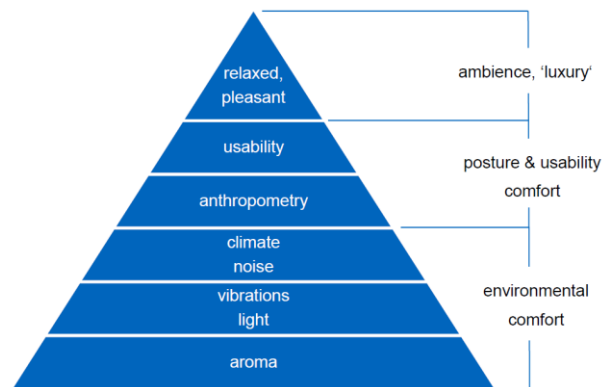 relaxed,
pleasant
usability
anthropometry
climate
noise
vibrations
light
aroma
ambience, 'luxury'
posture & usability
comfort
environmental
comfort